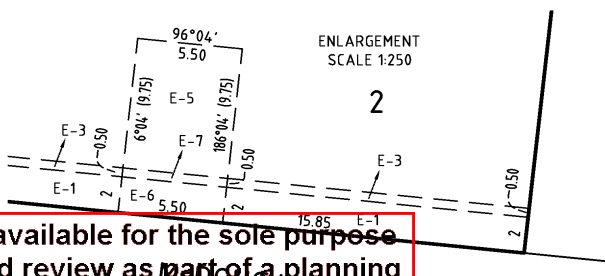 96°04'
5.50
ENLARGEMENT
SCALE 1:250
6°04' (9.75)
186°04' (9.75)
E-5
2
E-3
0.50
E-7
0.50
E-3
0.50
E-1
2
E-6
5.50
2
15.85
E-1
2
available for the sole purpose
d review as part of a planning